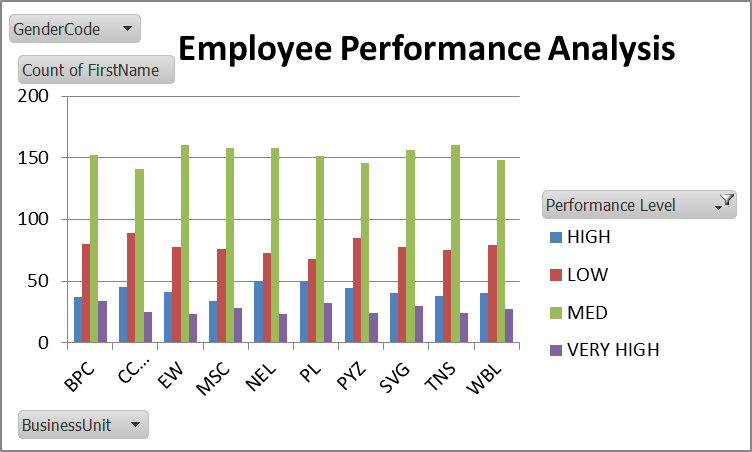 GenderCode
Employee Performance Analysis
Count of FirstName
200
150
100
50
0
BPC
CC...
EW
MSC
NEL
PL
PYZ
SVG
TNS
WBL
Performance Level
HIGH
LOW
MED
VERY HIGH
BusinessUnit